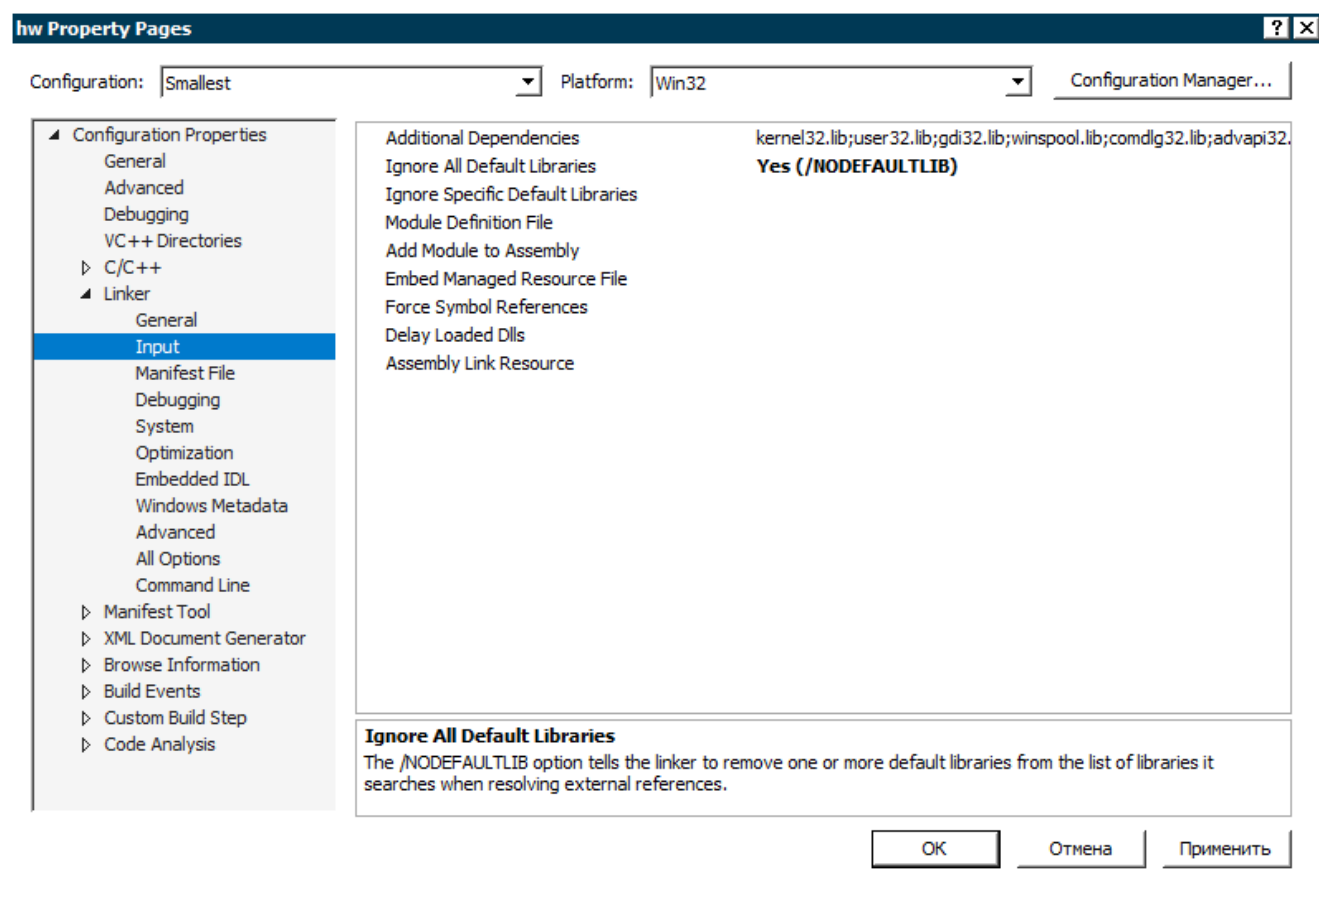 hw Property Pages
Configuration: Smallest Platform: Win32 Configuration Manager...
Configuration Properties
General
Advanced
Debugging
VC++ Directories
C/C++
Linker
General
Input
Manifest File
Debugging
System
Optimization
Embedded IDL
Windows Metadata
Advanced
All Options
Command Line
Manifest Tool
XML Document Generator
Browse Information
Build Events
Custom Build Step
Code Analysis
Additional Dependencies kernel32.lib;user32.lib;gdi32.lib;winspool.lib;comdlg32.lib;advapi32.
Ignore All Default Libraries Yes (/NODEFAULTLIB)
Ignore Specific Default Libraries
Module Definition File
Add Module to Assembly
Embed Managed Resource File
Force Symbol References
Delay Loaded Dlls
Assembly Link Resource
Ignore All Default Libraries
The /NODEFAULTLIB option tells the linker to remove one or more default libraries from the list of libraries it
searches when resolving external references.
OK Отмена Применить